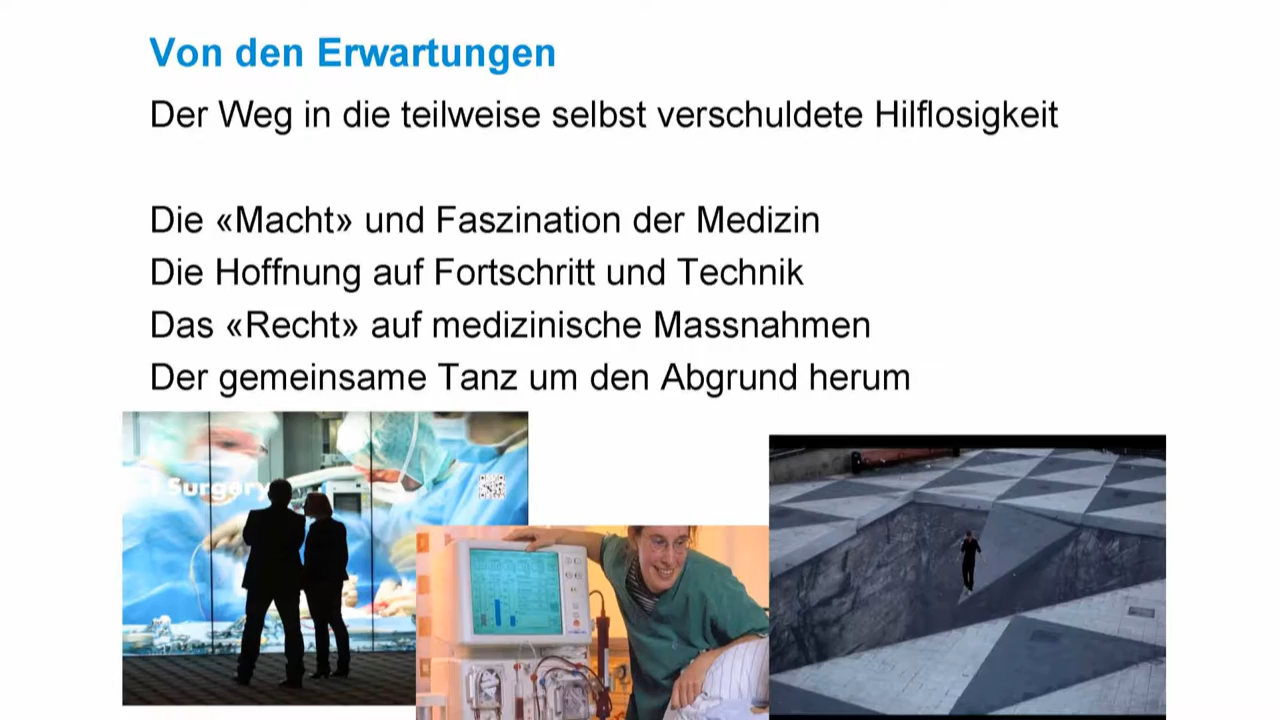 Von den Erwartungen
Der Weg in die teilweise selbst verschuldete Hilflosigkeit
Die «Macht» und Faszination der Medizin
Die Hoffnung auf Fortschritt und Technik
Das «Recht» auf medizinische Massnahmen
Der gemeinsame Tanz um den Abgrund herum
Surgery